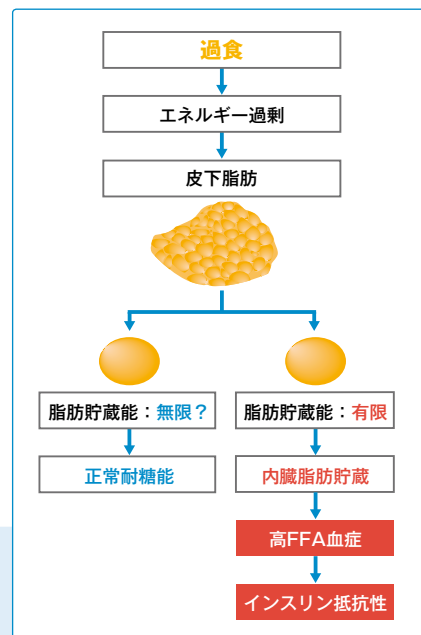 過食
エネルギー過剰
皮下脂肪
脂肪貯蔵能：無限？
脂肪貯蔵能：有限
正常耐糖能
内臓脂肪貯蔵
高FFA血症
インスリン抵抗性